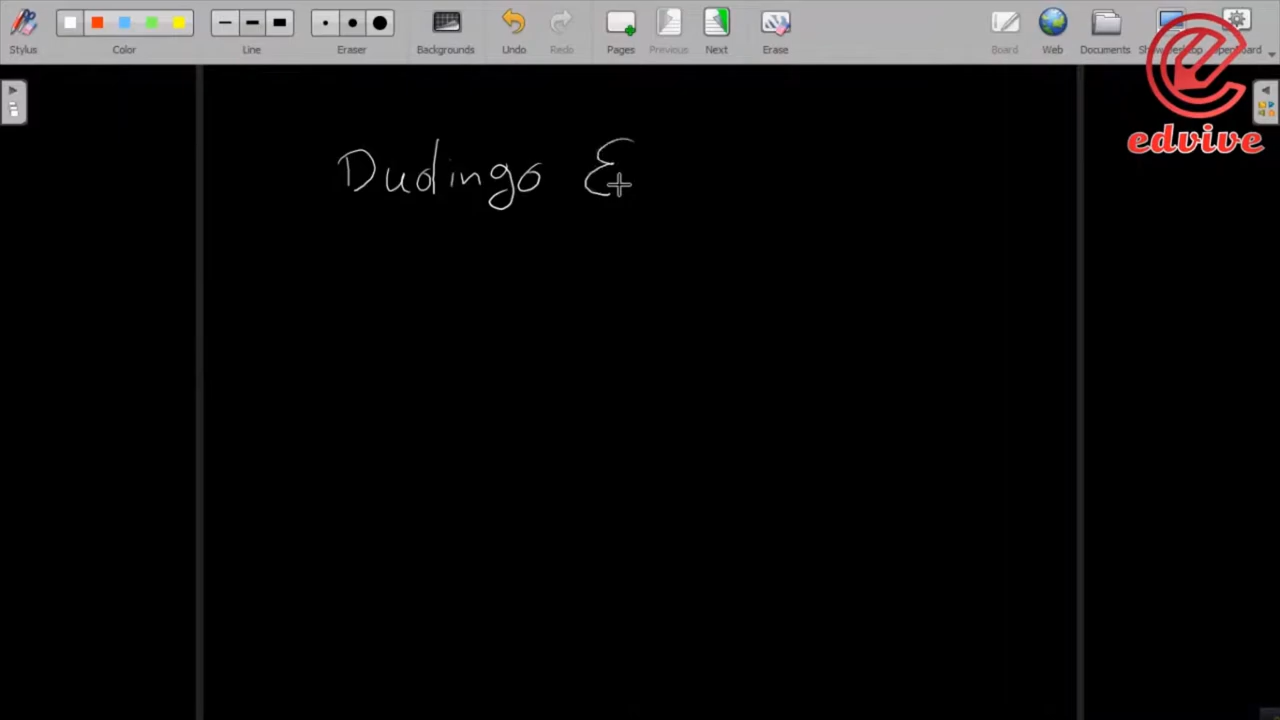 Stylus
Color
Line
Eraser
Backgrounds
Undo
Redo
Pages
Previous
Next
Erase
Board
Web
Documents
edvive
Dudingo E